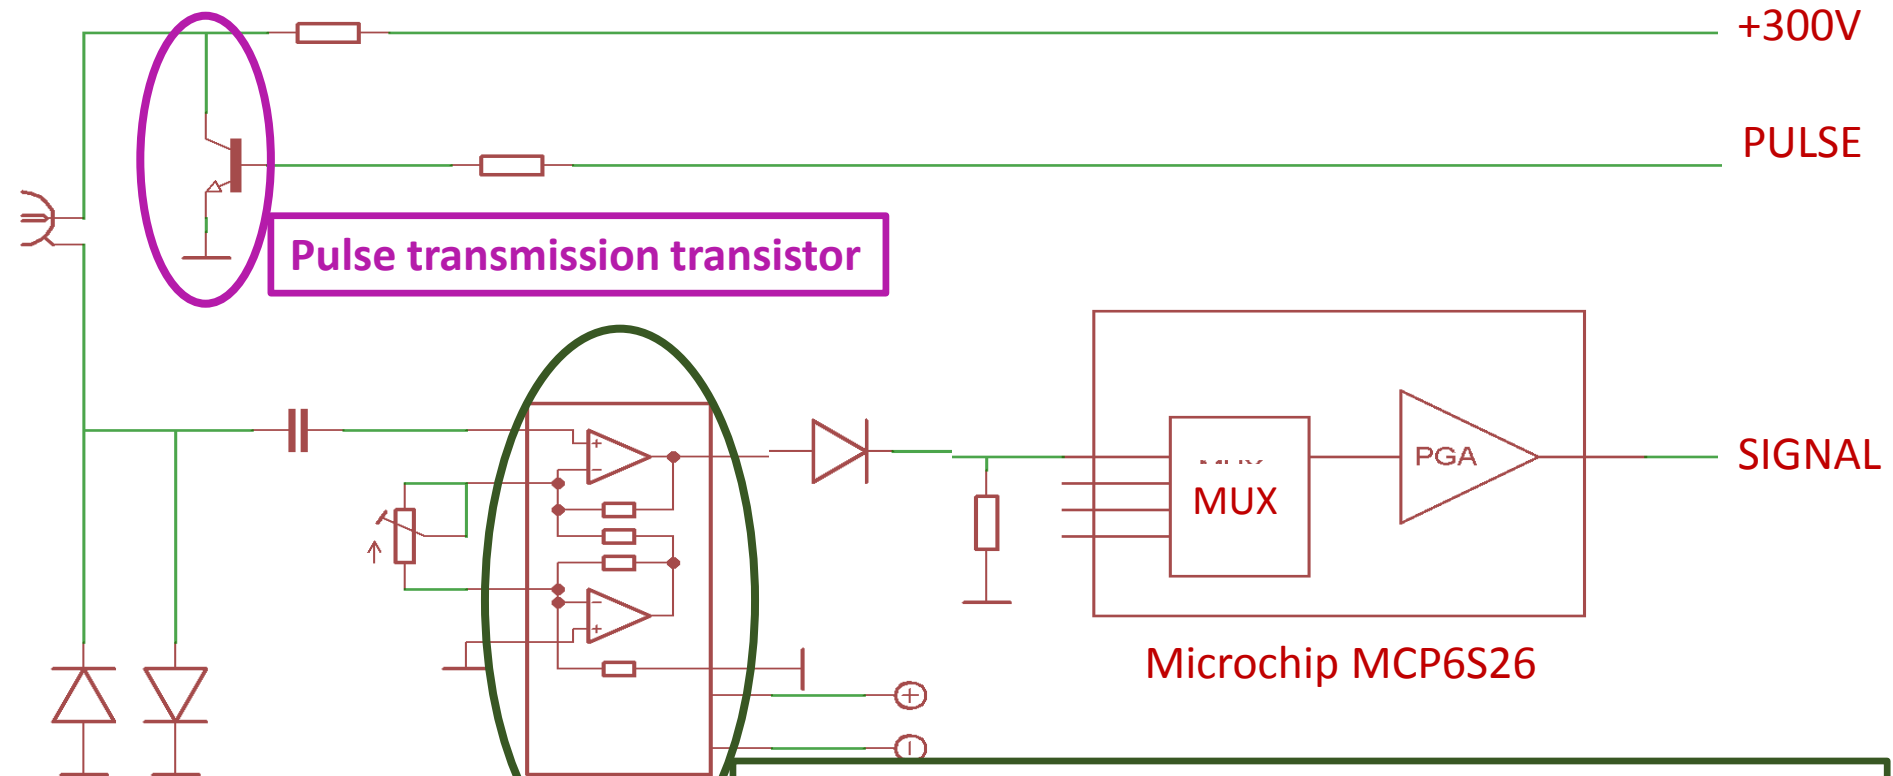 +300V
PULSE
Pulse transmission transistor
PGA
SIGNAL
MUX
Microchip MCP6S26